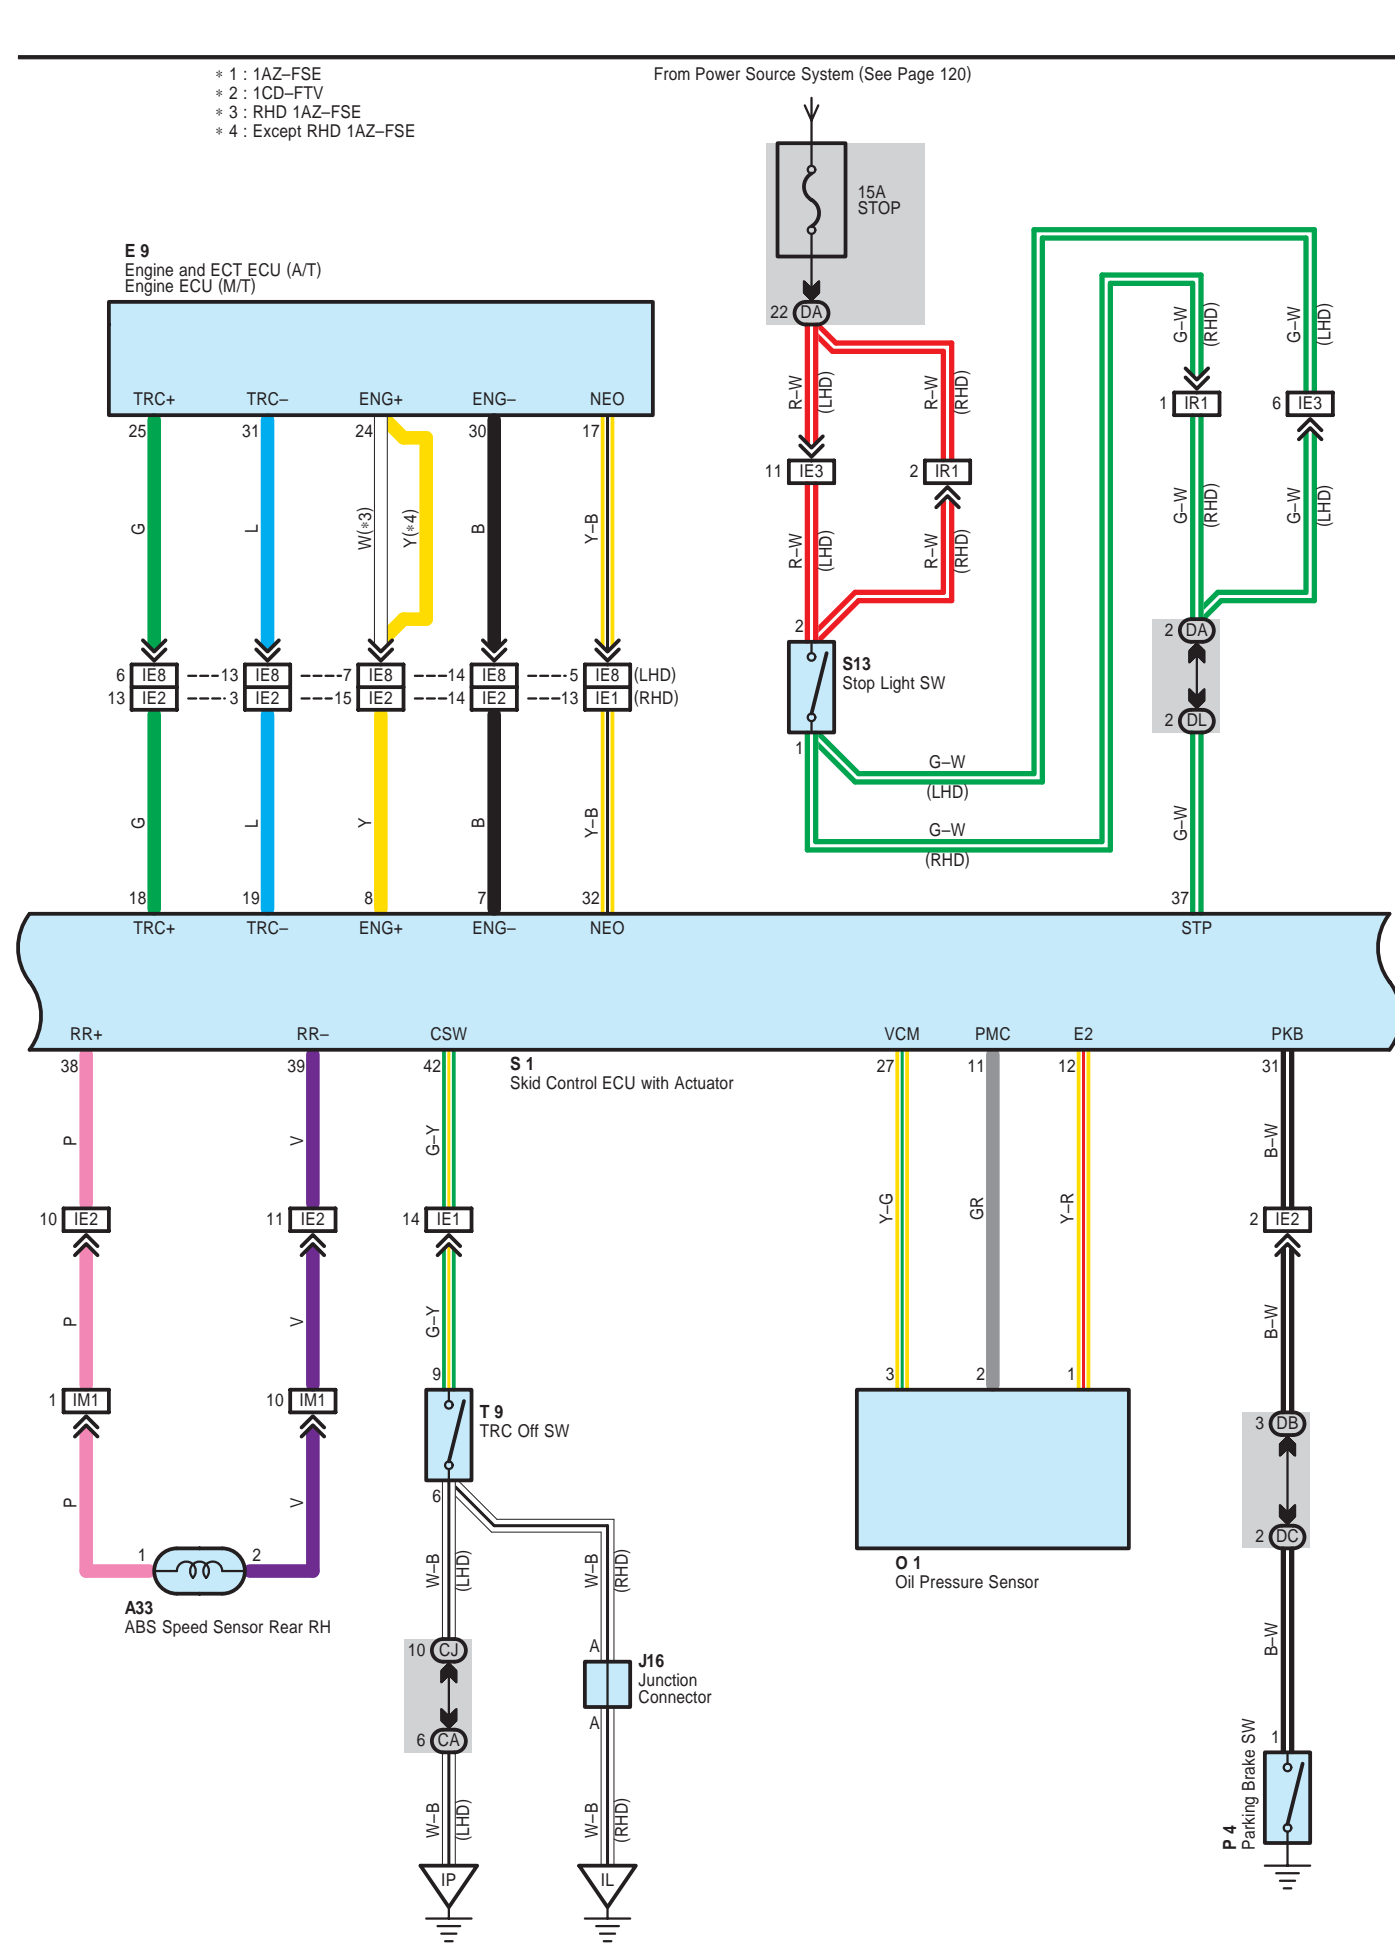 * 1 : 1AZ–FSE
* 2 : 1CD–FTV
* 3 : RHD 1AZ–FSE
* 4 : Except RHD 1AZ–FSE
From Power Source System (See Page 120)
15A
STOP
22 DA
E 9
Engine and ECT ECU (A/T)
Engine ECU (M/T)
TRC+ TRC– ENG+ ENG– NEO
25 31 24 30 17
G L W(*3) Y(*4) B Y–B
R–W (LHD) R–W (RHD)
G–W (RHD) G–W (LHD)
11 IE3 2 IR1
1 IR1 6 IE3
R–W (LHD) R–W (RHD)
G–W (RHD) G–W (LHD)
6 IE8 13 IE8 7 IE8 14 IE8 5 IE8 (LHD)
13 IE2 3 IE2 15 IE2 14 IE2 13 IE1 (RHD)
2
S13
Stop Light SW
1
2 DA
2 DL
G–W
(LHD)
G–W
(RHD)
G–W
G L Y B Y–B
18 19 8 7 32 37
TRC+ TRC– ENG+ ENG– NEO STP
RR+ RR– CSW VCM PMC E2 PKB
38 39 42 27 11 12 31
S 1
Skid Control ECU with Actuator
P V G–Y Y–G GR Y–R B–W
10 IE2 11 IE2 14 IE1 2 IE2
P V G–Y B–W
9 3 2 1
1 IM1 10 IM1
T 9
TRC Off SW
6
3 DB
2 DC
P V
1 2
A33
ABS Speed Sensor Rear RH
W–B (LHD) W–B (RHD)
O 1
Oil Pressure Sensor
B–W
10 CJ
6 CA
A
J16
Junction
Connector
A
W–B (LHD) W–B (RHD)
1
P 4
Parking Brake SW
IP IL